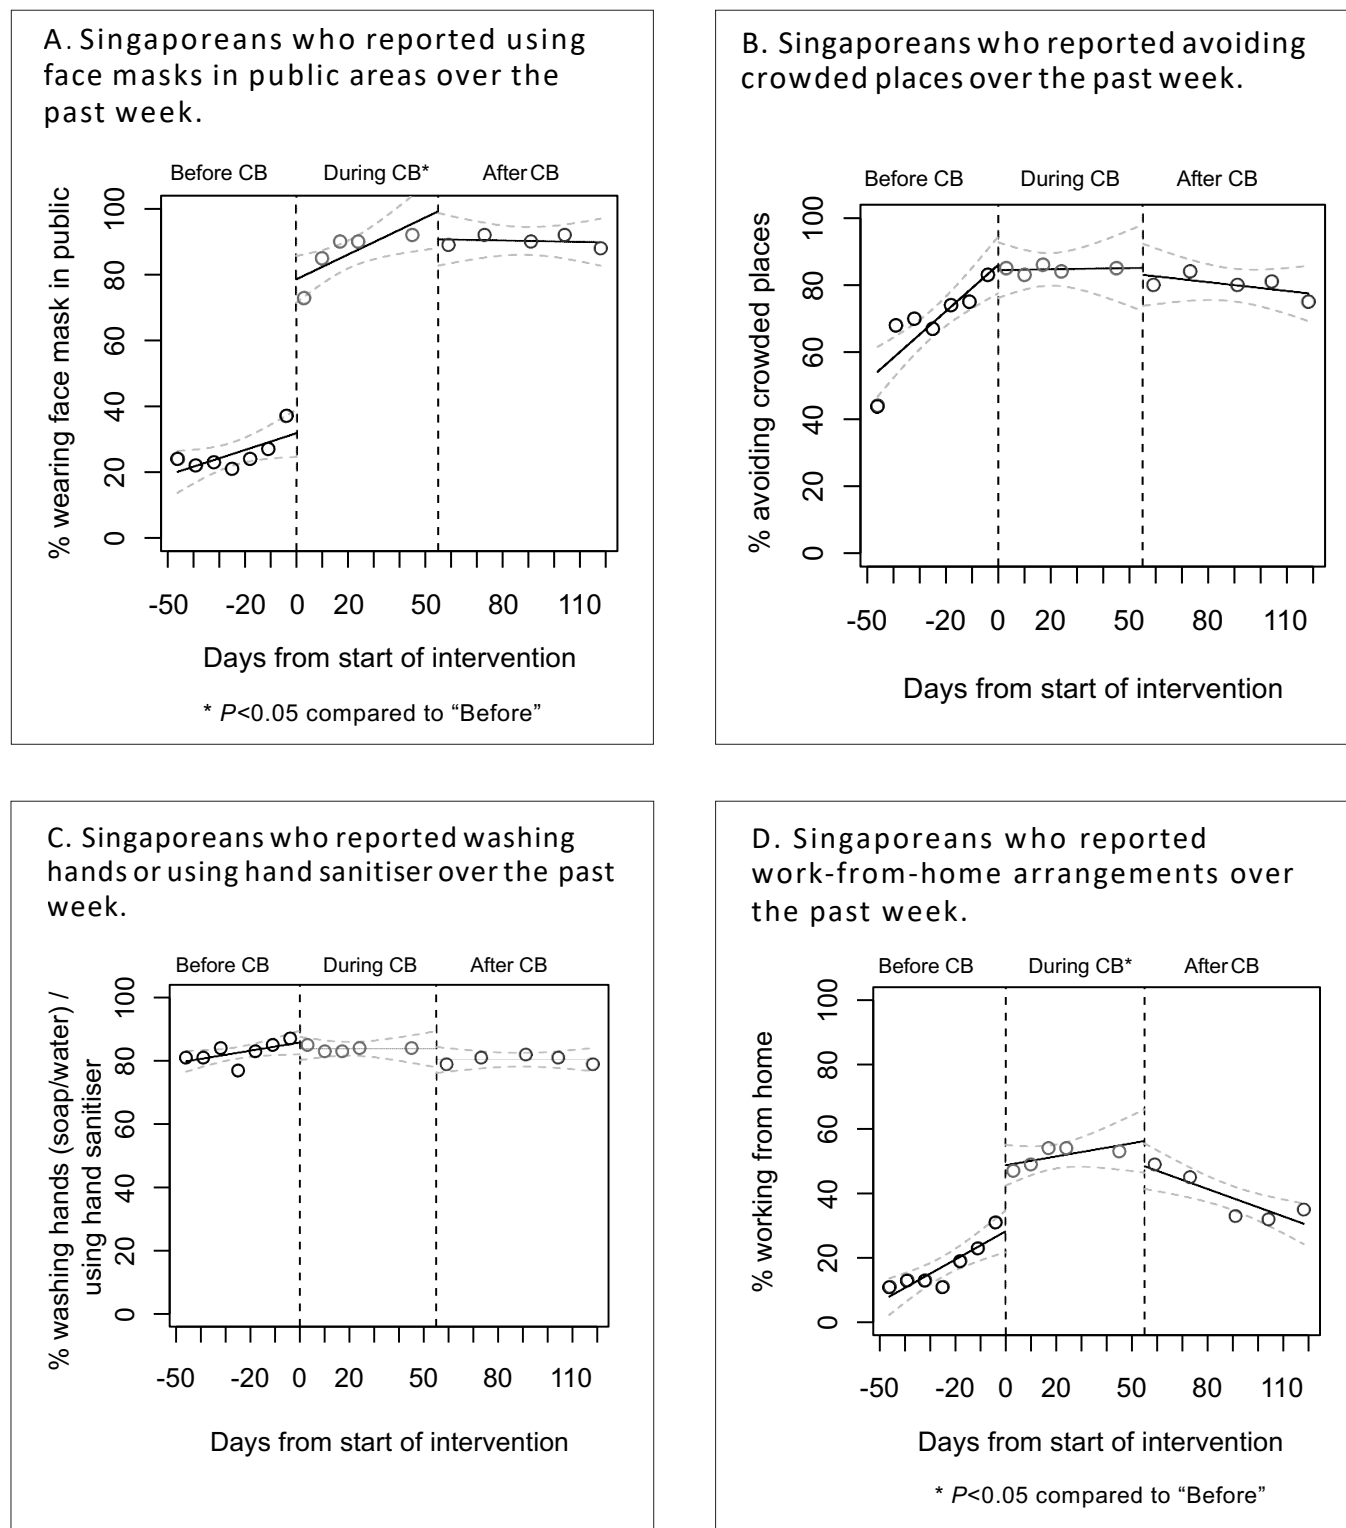 A. Singaporeans who reported using
face masks in public areas over the
past week.
Before CB
During CB*
After CB
% wearing face mask in public
100
80
60
40
20
0
-50
-20
0
20
50
80
110
Days from start of intervention
* P<0.05 compared to “Before”
B. Singaporeans who reported avoiding
crowded places over the past week.
Before CB
During CB
After CB
% avoiding crowded places
100
80
60
40
20
0
-50
-20
0
20
50
80
110
Days from start of intervention
C. Singaporeans who reported washing
hands or using hand sanitiser over the past
week.
Before CB
During CB
After CB
% washing hands (soap/water) /
using hand sanitiser
100
80
60
40
20
0
-50
-20
0
20
50
80
110
Days from start of intervention
D. Singaporeans who reported
work-from-home arrangements over
the past week.
Before CB
During CB*
After CB
% working from home
100
80
60
40
20
0
-50
-20
0
20
50
80
110
Days from start of intervention
* P<0.05 compared to “Before”